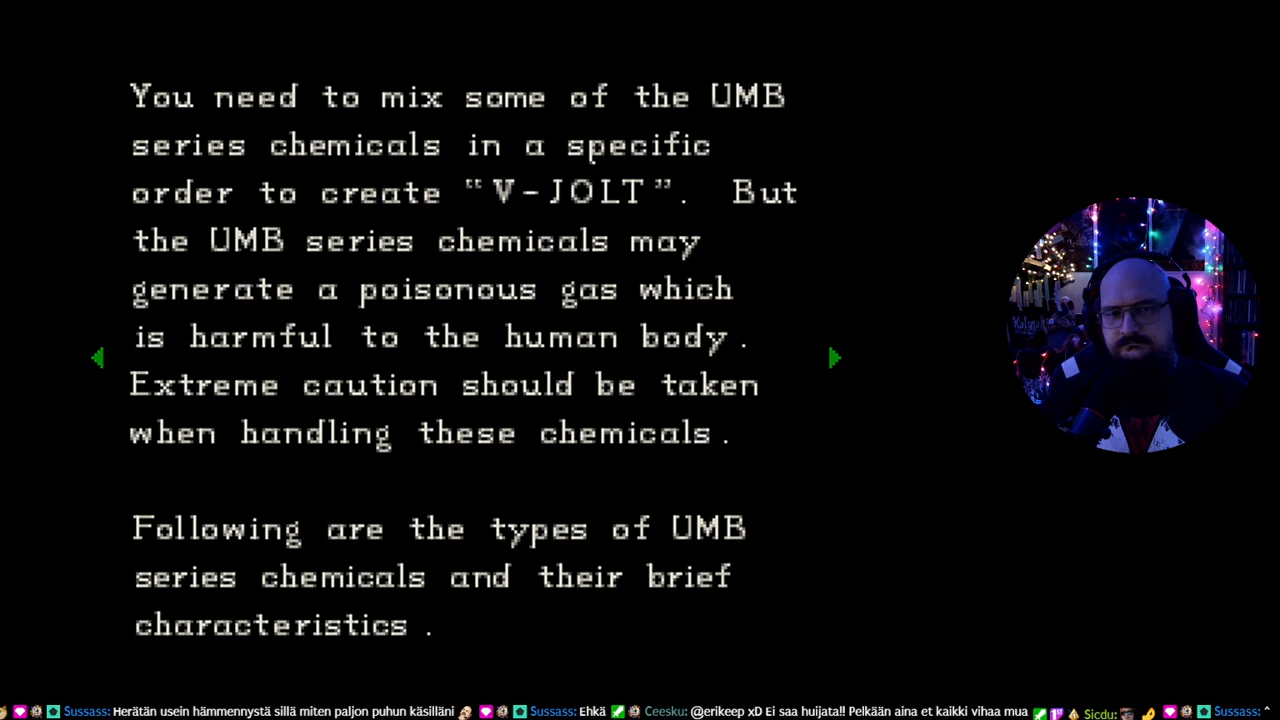 You need to mix some of the UMB
series chemicals in a specific
order to create "V-JOLT". But
the UMB series chemicals may
generate a poisonous gas which
is harmful to the human body.
Extreme caution should be taken
when handling these chemicals.
Following are the types of UMB
series chemicals and their brief
characteristics.
Sussass: Herätän usein hämmennystä sillä miten paljon puhun käsilläni Sussass: Ehkä Ceesku: @erikeep xD Ei saa huijata!! Pelkään aina et kaikki vihaa mua Sicdu: Sussass: ^